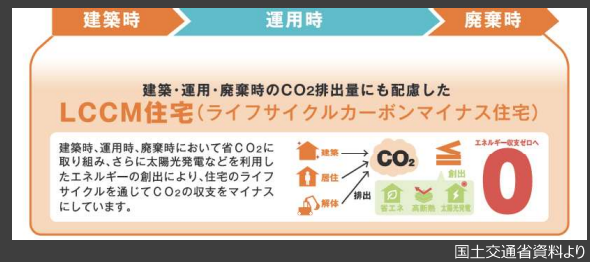 建築時
運用時
廃棄時
建築・運用・廃棄時のCO2排出量にも配慮した
LCCM住宅(ライフサイクルカーボンマイナス住宅)
建築時、運用時、廃棄時において省CO2に
取り組み、さらに太陽光発電などを利用し
たエネルギーの創出により、住宅のライフ
サイクルを通じてCO2の収支をマイナス
にしています。
建築
居住
解体
排出
CO2
≦
創出
省エネ
高断熱
太陽光発電
エネルギー収支ゼロへ
0
国土交通省資料より